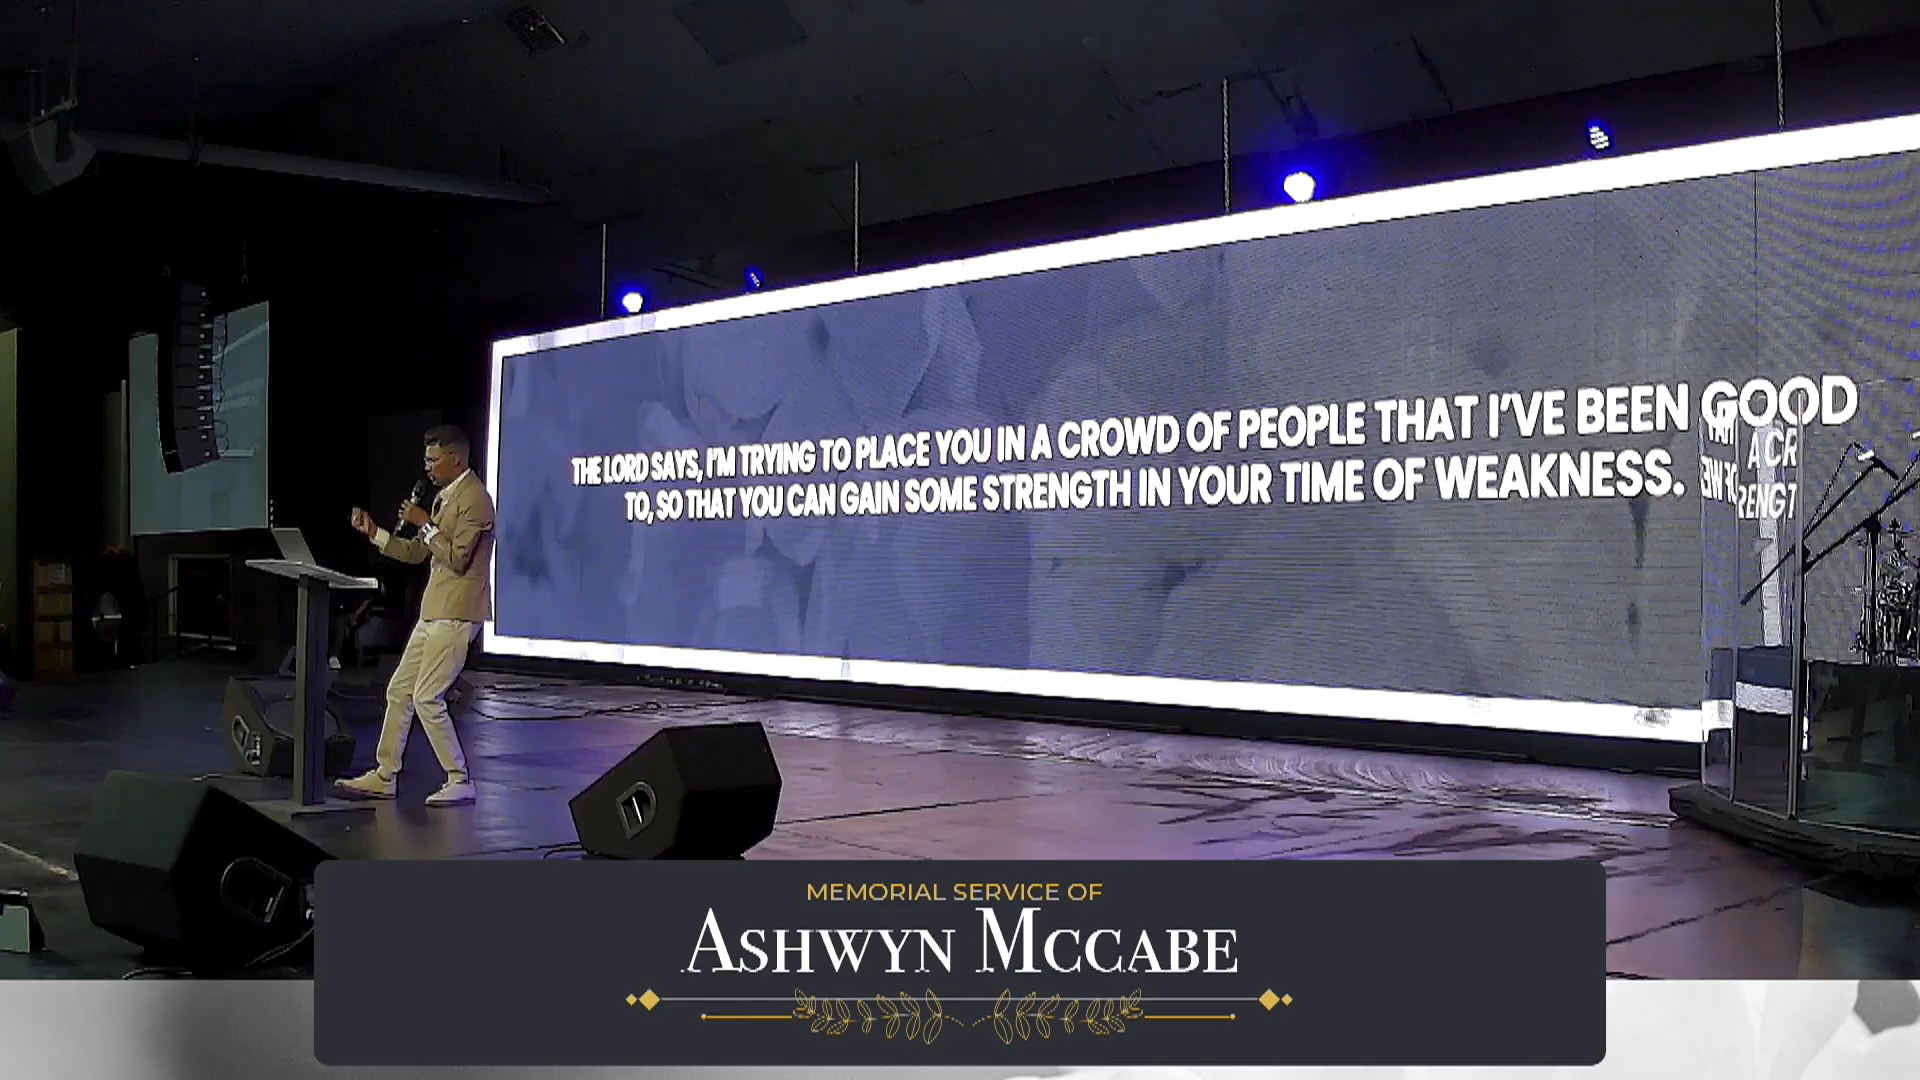 THE LORD SAYS, I'M TRYING TO PLACE YOU IN A CROWD OF PEOPLE THAT I'VE BEEN GOOD
TO, SO THAT YOU CAN GAIN SOME STRENGTH IN YOUR TIME OF WEAKNESS.
MEMORIAL SERVICE OF
ASHWYN MCCABE